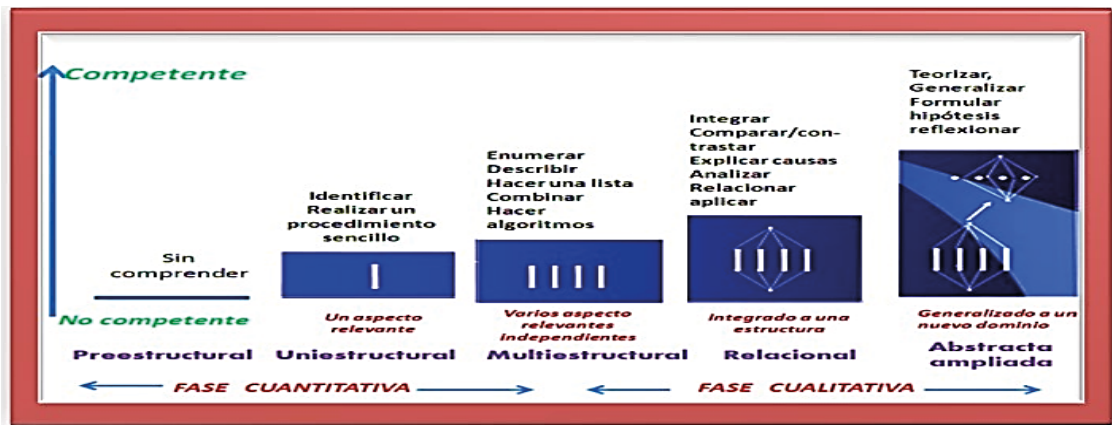 Competente
Sin
comprender
No competente
Preestructural
Identificar
Realizar un
procedimiento
sencillo
Un aspecto
relevante
Uniestructural
Enumerar
Describir
Hacer una lista
Combinar
Hacer
algoritmos
Varios aspecto
relevantes
independientes
Multiestructural
Integrar
Comparar/con-
trastar
Explicar causas
Analizar
Relacionar
aplicar
Integrado a una
estructura
Relacional
Teorizar,
Generalizar
Formular
hipótesis
reflexionar
Generalizado a un
nuevo dominio
Abstracta
ampliada
FASE CUANTITATIVA
FASE CUALITATIVA